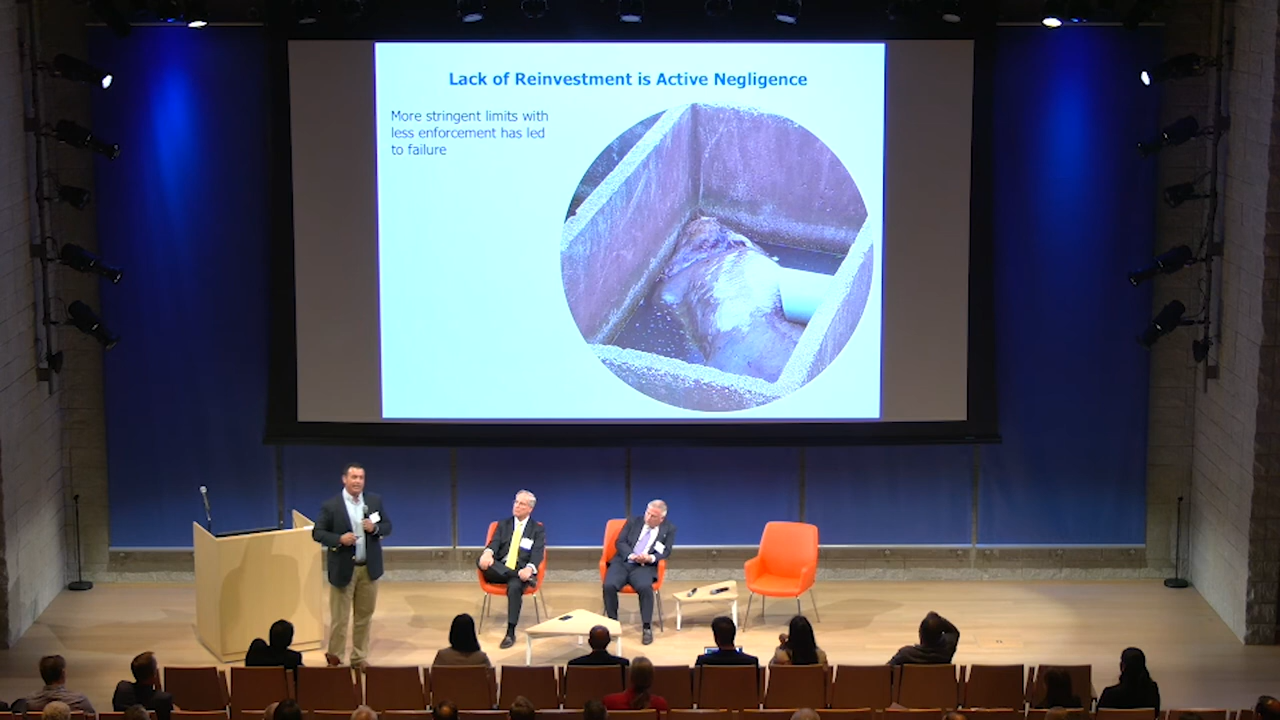 Lack of Reinvestment is Active Negligence
More stringent limits with
less enforcement has led
to failure